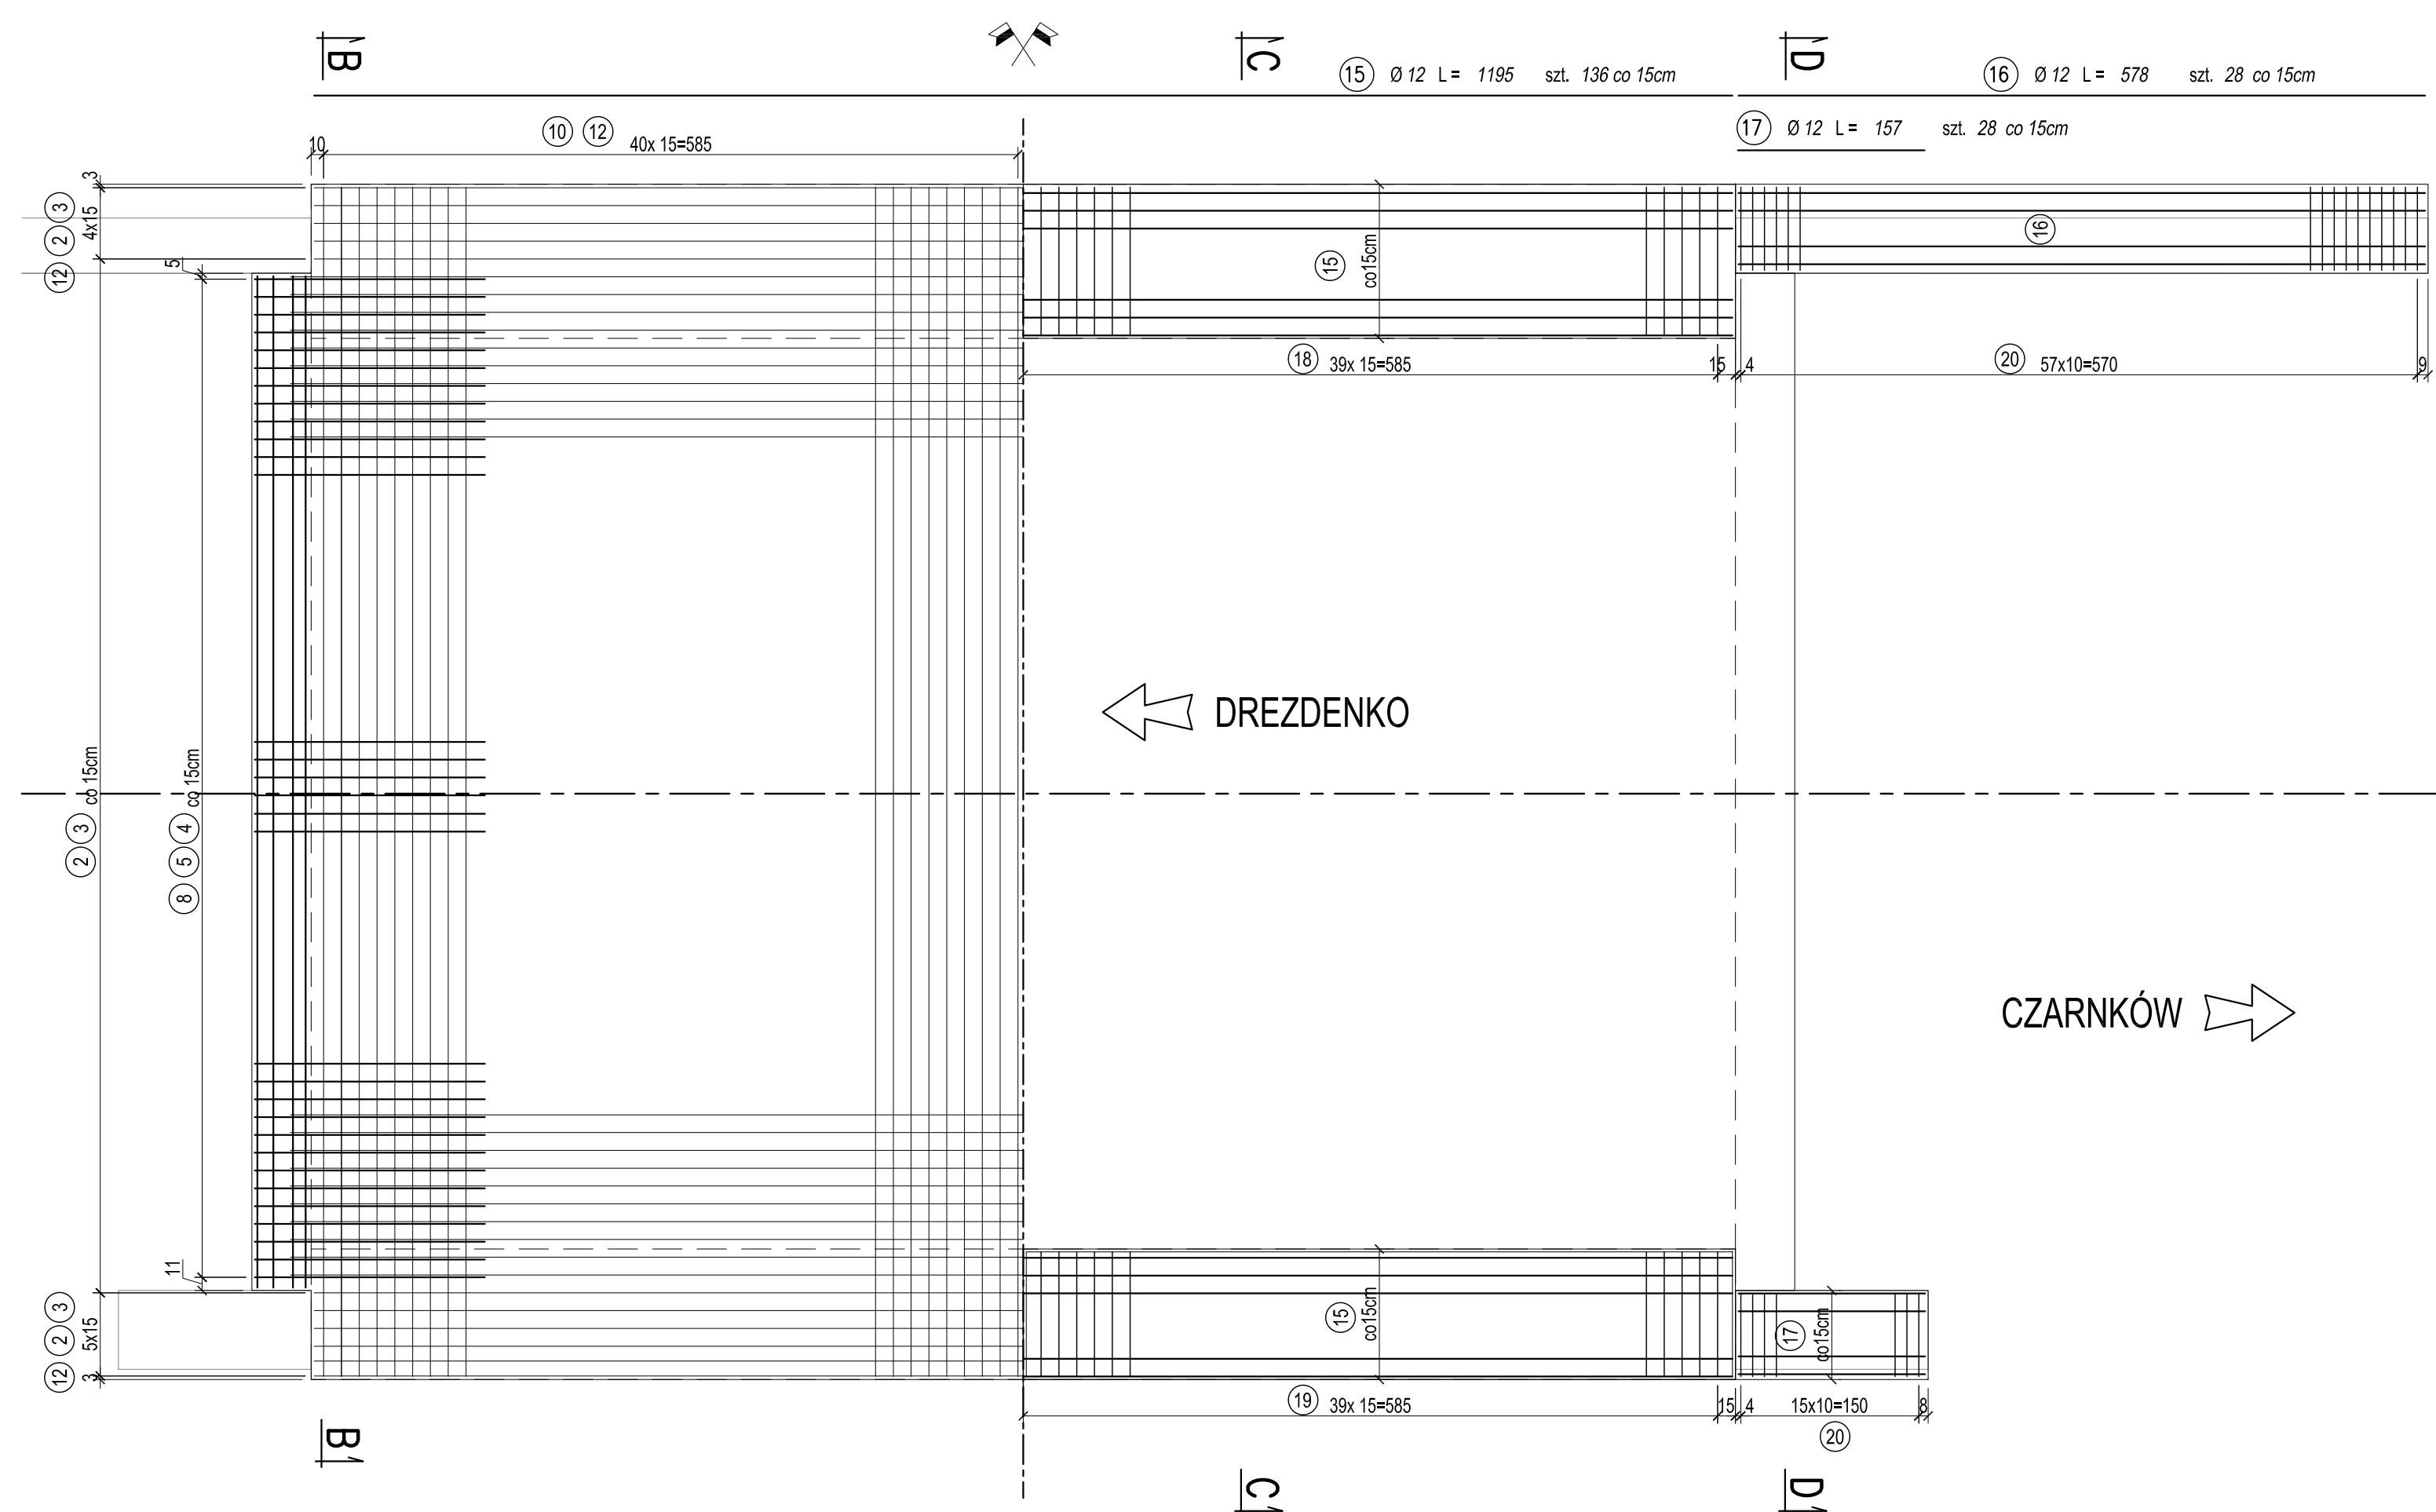 B
C
D
15 Ø 12 L = 1195 szt. 136 co 15cm
16 Ø 12 L = 578 szt. 28 co 15cm
17 Ø 12 L = 157 szt. 28 co 15cm
10 12
10 40x 15=585
3
12 2 3
4x15
5
15 co15cm
16
18 39x 15=585 15 4
20 57x10=570 9
DREZDENKO
2 3 co 15cm
8 5 4 co 15cm
CZARNKÓW
11
12 2 3
5x15
3
15 co15cm
17 co15cm
19 39x 15=585 15 4 15x10=150 8
20
B
C
D